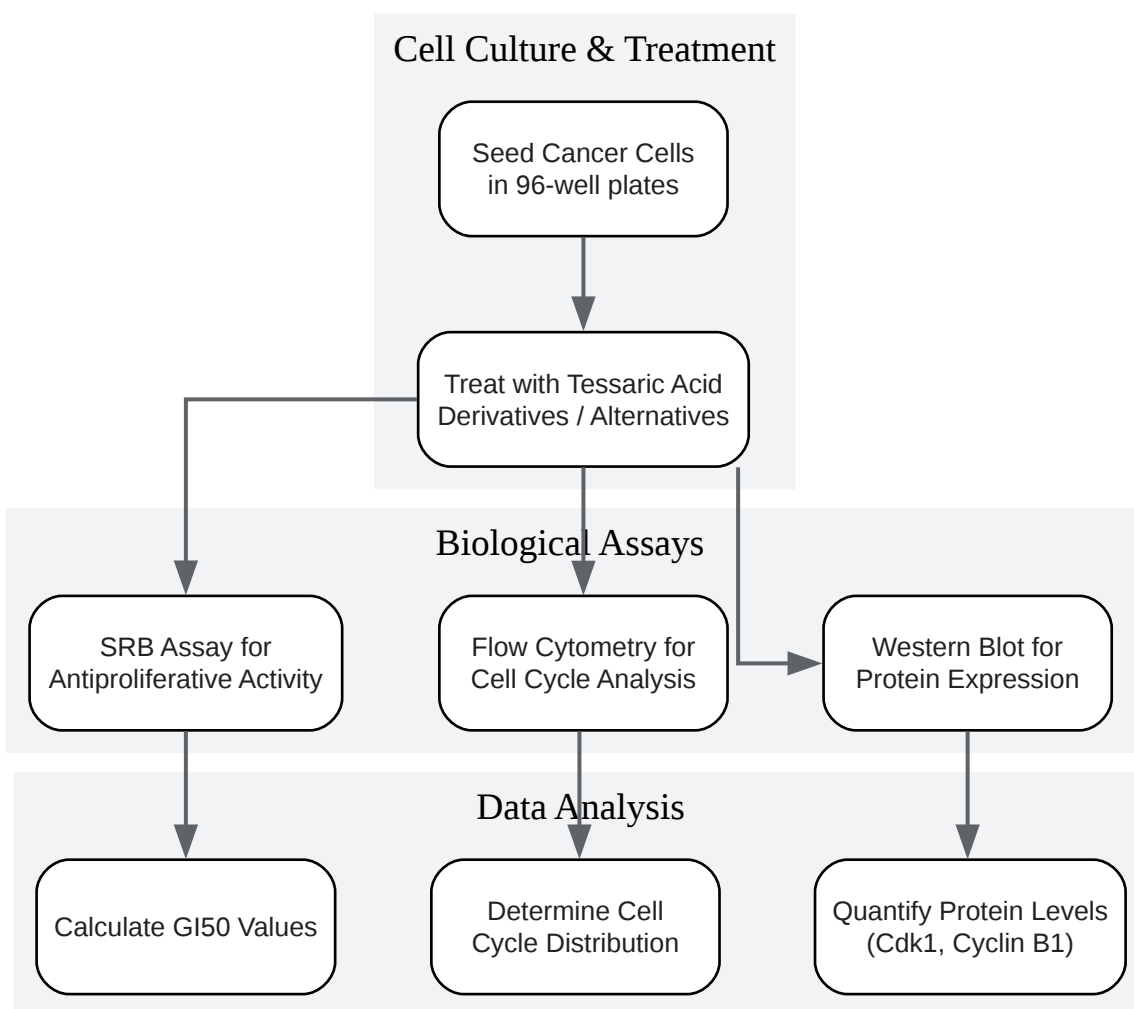 Cell Culture & Treatment
Seed Cancer Cells
in 96-well plates
Treat with Tessaric Acid
Derivatives / Alternatives
Biological Assays
SRB Assay for
Antiproliferative Activity
Flow Cytometry for
Cell Cycle Analysis
Western Blot for
Protein Expression
Data Analysis
Calculate GI50 Values
Determine Cell
Cycle Distribution
Quantify Protein Levels
(Cdk1, Cyclin B1)